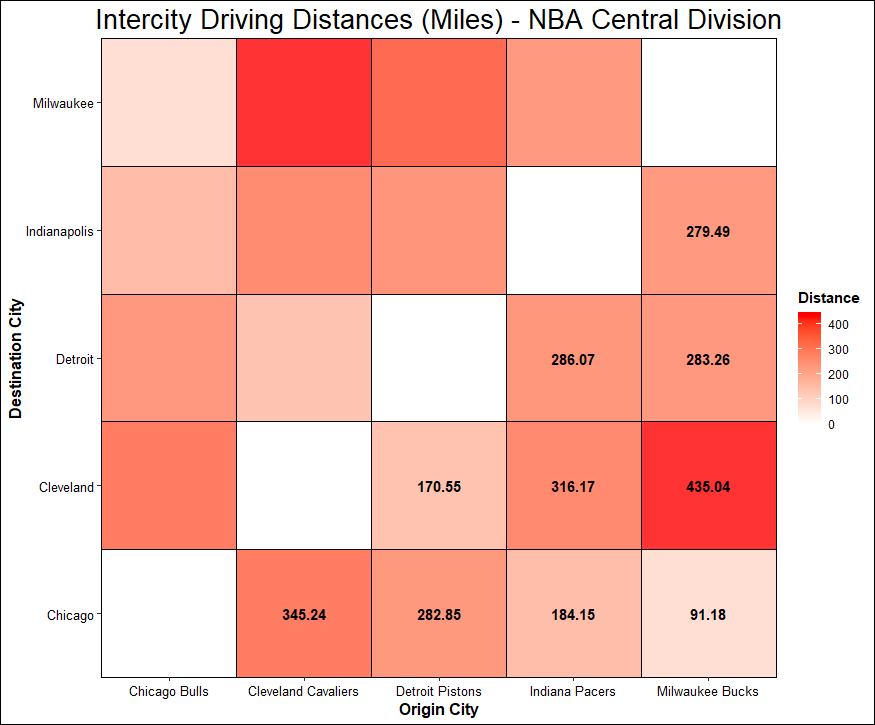 Intercity Driving Distances (Miles) - NBA Central Division
Milwaukee
Indianapolis
279.49
Detroit
286.07
283.26
Cleveland
170.55
316.17
435.04
Chicago
345.24
282.85
184.15
91.18
Destination City
Chicago Bulls
Cleveland Cavaliers
Detroit Pistons
Indiana Pacers
Milwaukee Bucks
Origin City
Distance
400
300
200
100
0